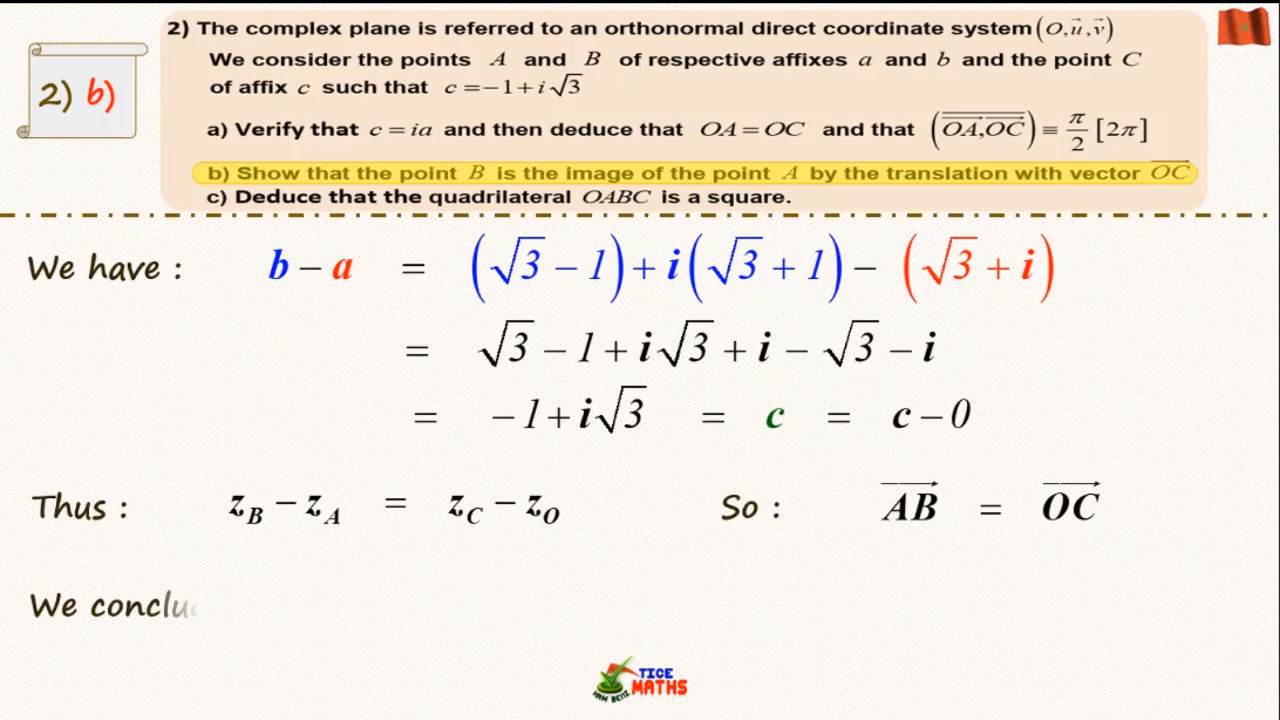 2) The complex plane is referred to an orthonormal direct coordinate system (O,u⃗,v⃗)
We consider the points A and B of respective affixes a and b and the point C
of affix c such that c=−1+i√3
2) b)
a) Verify that c=ia and then deduce that OA=OC and that (OA⃗,OC⃗)≡π/2 [2π]
b) Show that the point B is the image of the point A by the translation with vector OC⃗
c) Deduce that the quadrilateral OABC is a square.
We have : b − a = (√3 − 1) + i(√3 + 1) − (√3 + i)
= √3 − 1 + i√3 + i − √3 − i
= −1 + i√3 = c = c − 0
Thus : z_B − z_A = z_C − z_O So : AB⃗ = OC⃗
We conclu
TICE
MATHS